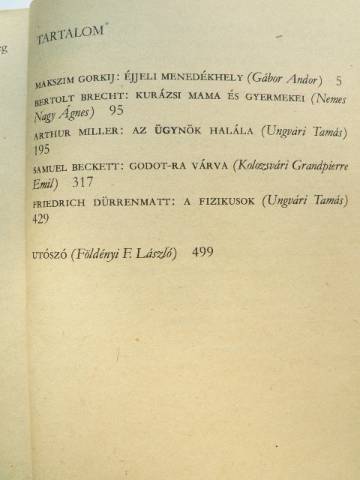 eg
TARTALOM
MAKSZIM GORKIJ: ÉJJELI MENEDÉKHELY (Gábor Andor) 5
BERTOLT BRECHT: KURÁZSI MAMA ÉS GYERMEKEI (Nemes
Nagy Ágnes) 95
ARTHUR MILLER: AZ ÜGYNÖK HALÁLA (Ungvári Tamás)
195
SAMUEL BECKETT: GODOT-RA VÁRVA (Kolozsvári Grandpierre
Emil) 317
FRIEDRICH DÜRRENMATT: A FIZIKUSOK (Ungvári Tamás)
429
UTÓSZÓ (Földényi F. László) 499